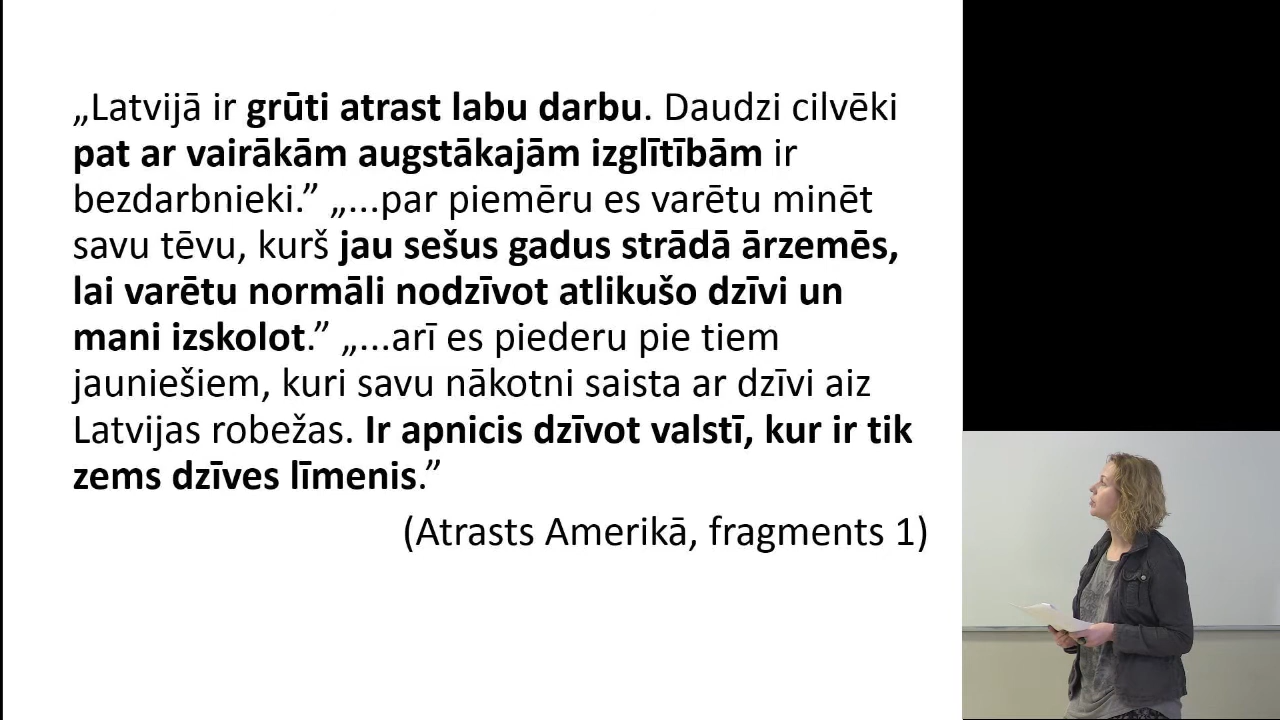 „Latvijā ir grūti atrast labu darbu. Daudzi cilvēki
pat ar vairākām augstākajām izglītībām ir
bezdarbnieki.” „...par piemēru es varētu minēt
savu tēvu, kurš jau sešus gadus strādā ārzemēs,
lai varētu normāli nodzīvot atlikušo dzīvi un
mani izskolot.” „...arī es piederu pie tiem
jauniešiem, kuri savu nākotni saista ar dzīvi aiz
Latvijas robežas. Ir apnicis dzīvot valstī, kur ir tik
zems dzīves līmenis.”
(Atrasts Amerikā, fragments 1)